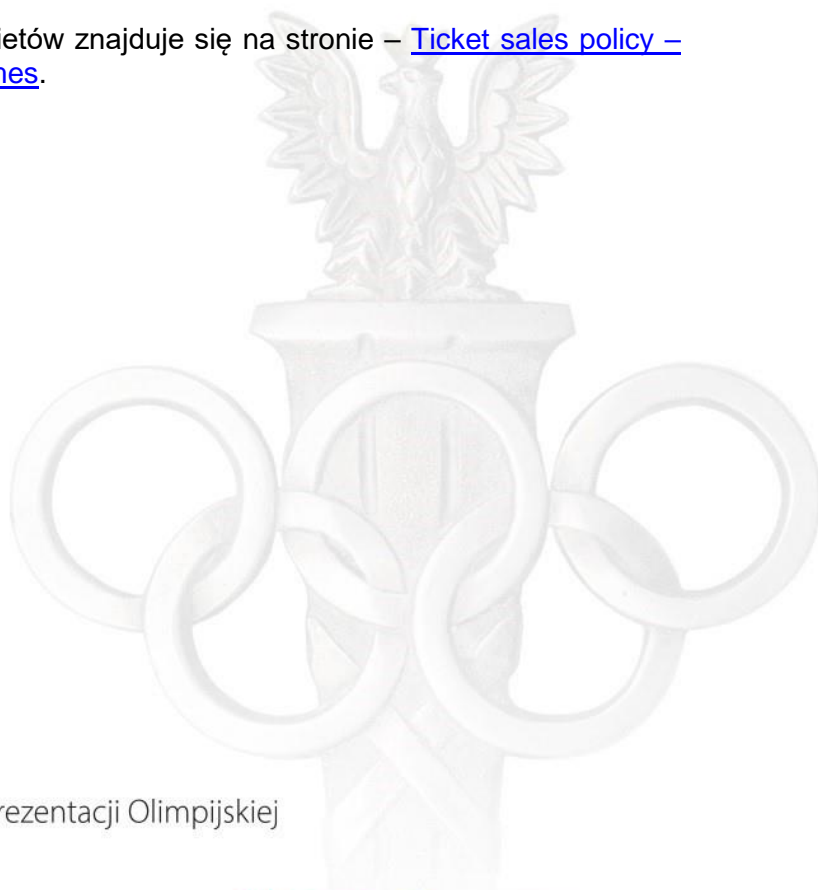 ietów znajduje się na stronie – Ticket sales policy –
nes.
rezentacji Olimpijskiej